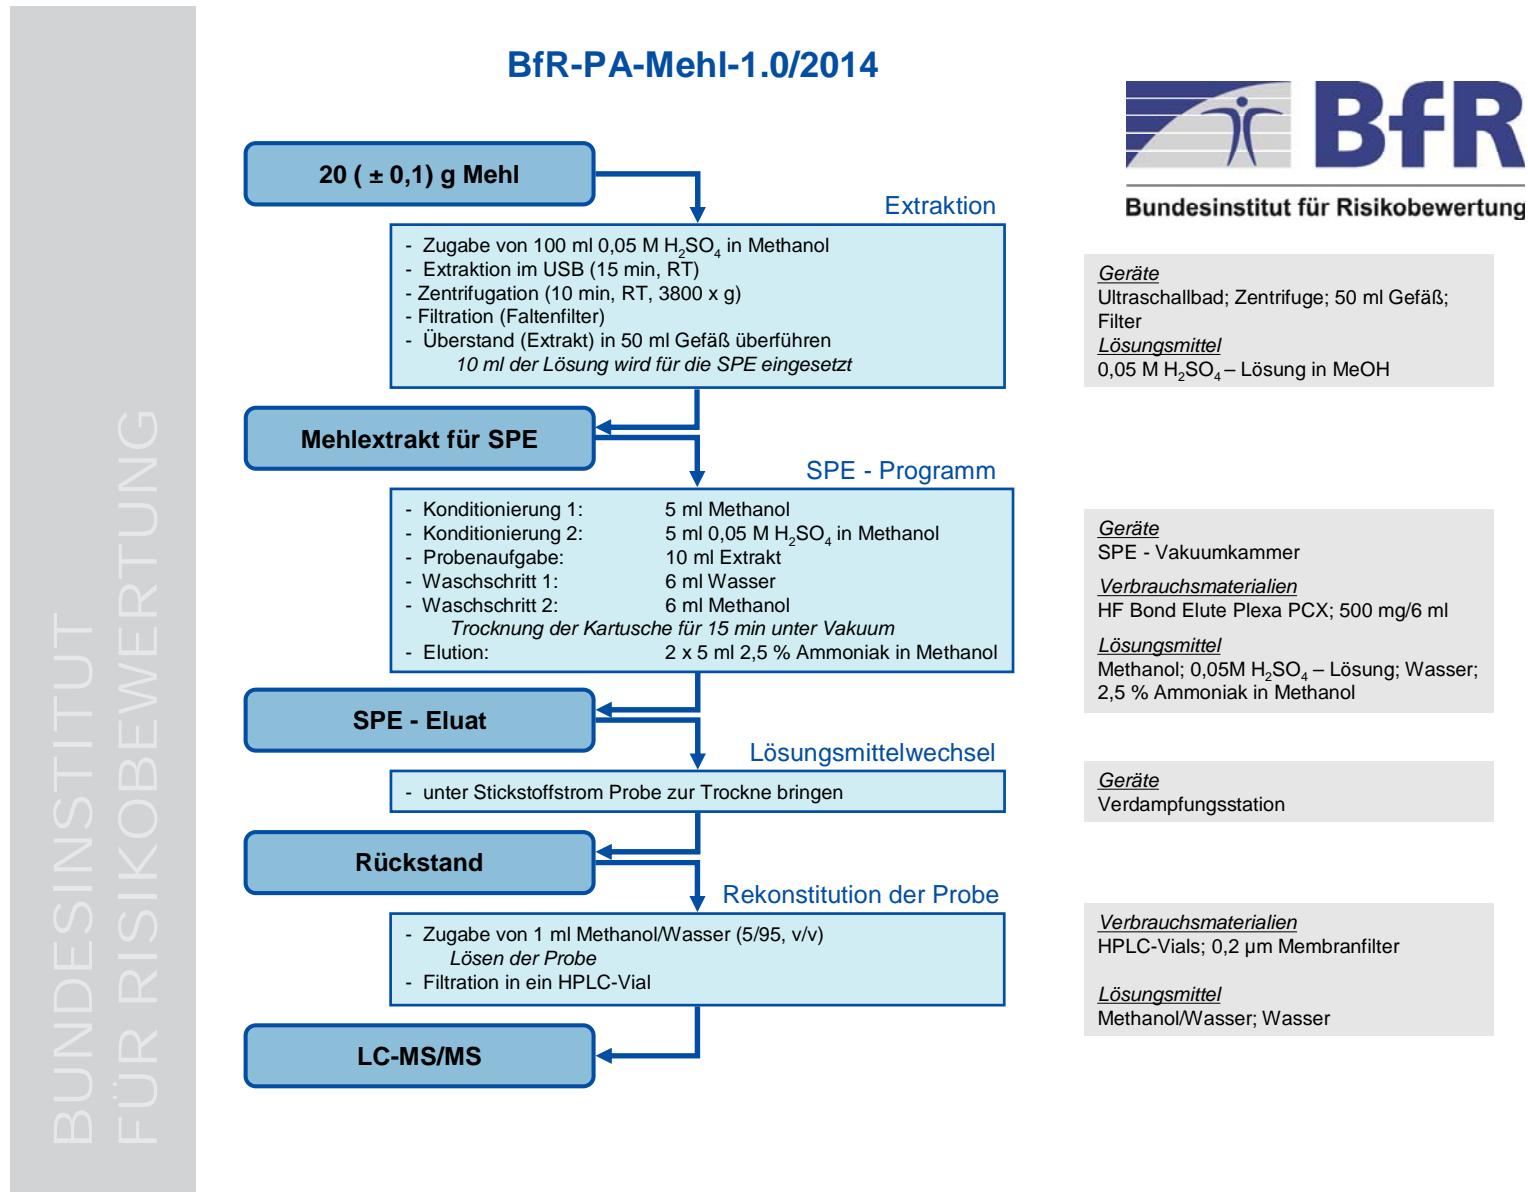 BUNDESINSTITUT
FÜR RISIKOBEWERTUNG
BfR-PA-Mehl-1.0/2014
BfR
Bundesinstitut für Risikobewertung
20 ( ± 0,1) g Mehl
Extraktion
- Zugabe von 100 ml 0,05 M H₂SO₄ in Methanol
- Extraktion im USB (15 min, RT)
- Zentrifugation (10 min, RT, 3800 x g)
- Filtration (Faltenfilter)
- Überstand (Extrakt) in 50 ml Gefäß überführen
10 ml der Lösung wird für die SPE eingesetzt
Geräte
Ultraschallbad; Zentrifuge; 50 ml Gefäß;
Filter
Lösungsmittel
0,05 M H₂SO₄ – Lösung in MeOH
Mehlextrakt für SPE
SPE - Programm
- Konditionierung 1: 5 ml Methanol
- Konditionierung 2: 5 ml 0,05 M H₂SO₄ in Methanol
- Probenaufgabe: 10 ml Extrakt
- Waschschritt 1: 6 ml Wasser
- Waschschritt 2: 6 ml Methanol
Trocknung der Kartusche für 15 min unter Vakuum
- Elution: 2 x 5 ml 2,5 % Ammoniak in Methanol
Geräte
SPE - Vakuumkammer
Verbrauchsmaterialien
HF Bond Elute Plexa PCX; 500 mg/6 ml
Lösungsmittel
Methanol; 0,05M H₂SO₄ – Lösung; Wasser;
2,5 % Ammoniak in Methanol
SPE - Eluat
Lösungsmittelwechsel
- unter Stickstoffstrom Probe zur Trockne bringen
Geräte
Verdampfungsstation
Rückstand
Rekonstitution der Probe
- Zugabe von 1 ml Methanol/Wasser (5/95, v/v)
Lösen der Probe
- Filtration in ein HPLC-Vial
Verbrauchsmaterialien
HPLC-Vials; 0,2 µm Membranfilter
Lösungsmittel
Methanol/Wasser; Wasser
LC-MS/MS